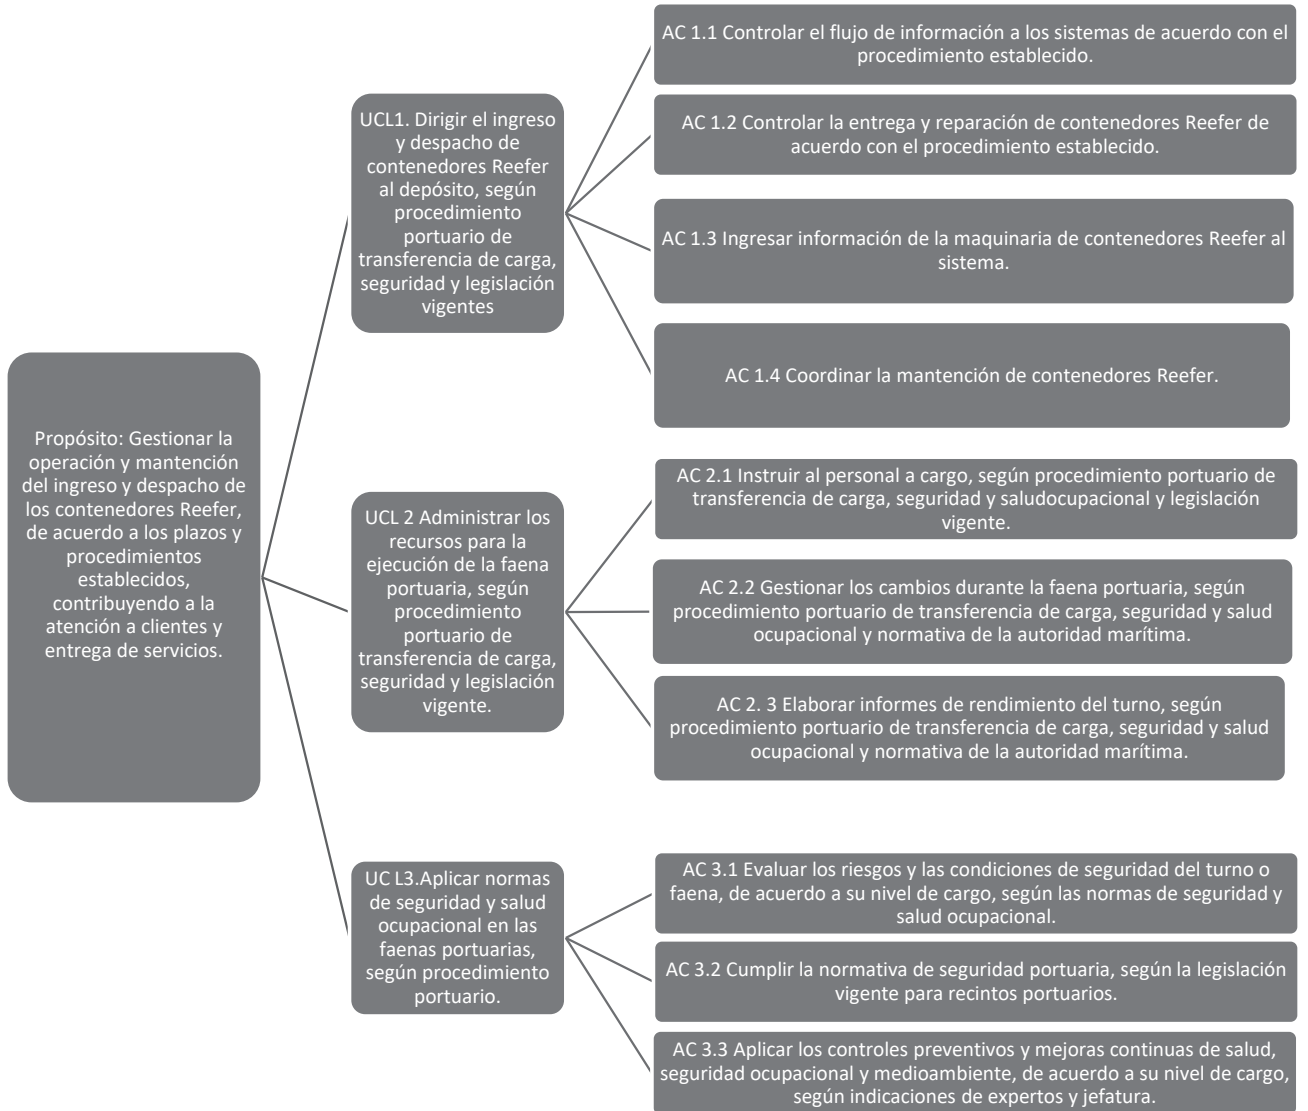 Propósito: Gestionar la
operación y mantención
del ingreso y despacho de
los contenedores Reefer,
de acuerdo a los plazos y
procedimientos
establecidos,
contribuyendo a la
atención a clientes y
entrega de servicios.
UCL1. Dirigir el ingreso
y despacho de
contenedores Reefer
al depósito, según
procedimiento
portuario de
transferencia de carga,
seguridad y legislación
vigentes
AC 1.1 Controlar el flujo de información a los sistemas de acuerdo con el
procedimiento establecido.
AC 1.2 Controlar la entrega y reparación de contenedores Reefer de
acuerdo con el procedimiento establecido.
AC 1.3 Ingresar información de la maquinaria de contenedores Reefer al
sistema.
AC 1.4 Coordinar la mantención de contenedores Reefer.
UCL 2 Administrar los
recursos para la
ejecución de la faena
portuaria, según
procedimiento
portuario de
transferencia de carga,
seguridad y legislación
vigente.
AC 2.1 Instruir al personal a cargo, según procedimiento portuario de
transferencia de carga, seguridad y saludocupacional y legislación
vigente.
AC 2.2 Gestionar los cambios durante la faena portuaria, según
procedimiento portuario de transferencia de carga, seguridad y salud
ocupacional y normativa de la autoridad marítima.
AC 2. 3 Elaborar informes de rendimiento del turno, según
procedimiento portuario de transferencia de carga, seguridad y salud
ocupacional y normativa de la autoridad marítima.
UC L3.Aplicar normas
de seguridad y salud
ocupacional en las
faenas portuarias,
según procedimiento
portuario.
AC 3.1 Evaluar los riesgos y las condiciones de seguridad del turno o
faena, de acuerdo a su nivel de cargo, según las normas de seguridad y
salud ocupacional.
AC 3.2 Cumplir la normativa de seguridad portuaria, según la legislación
vigente para recintos portuarios.
AC 3.3 Aplicar los controles preventivos y mejoras continuas de salud,
seguridad ocupacional y medioambiente, de acuerdo a su nivel de cargo,
según indicaciones de expertos y jefatura.